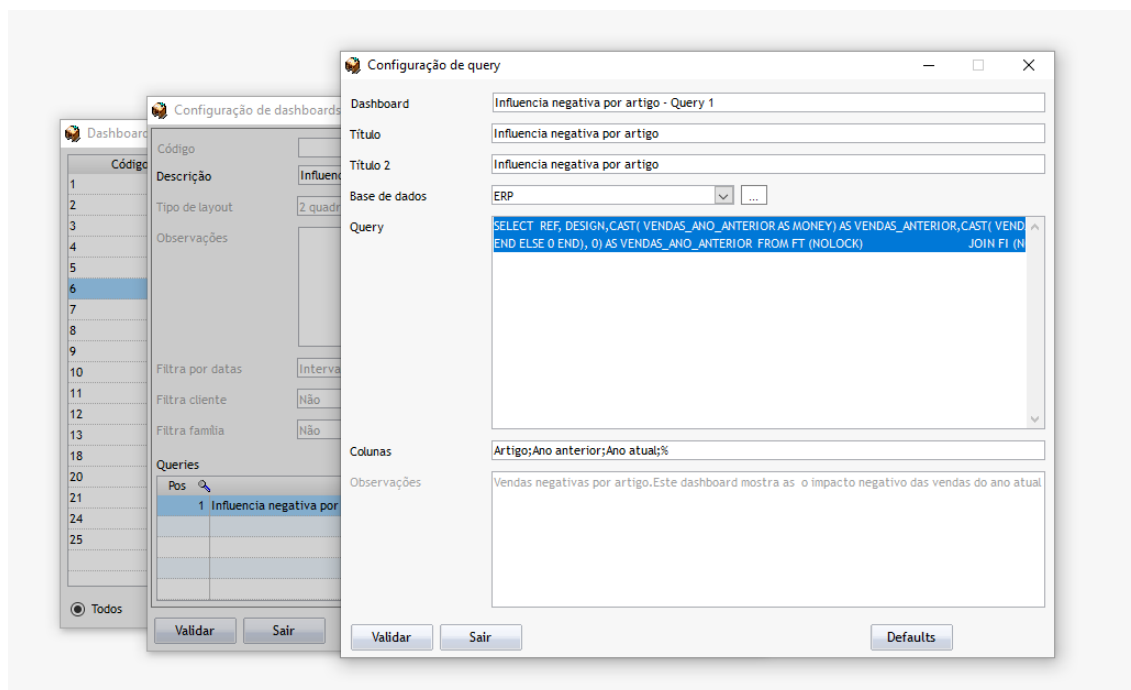 Dashboard
Código
1
2
3
4
5
6
7
8
9
10
11
12
13
18
20
21
24
25
Todos
Configuração de dashboards
Código
Descrição
Tipo de layout
2 quadr
Observações
Filtra por datas
Interva
Filtra cliente
Não
Filtra família
Não
Queries
Pos
1 Influencia negativa por
Validar Sair
Configuração de query
Dashboard
Influencia negativa por artigo - Query 1
Título
Influencia negativa por artigo
Título 2
Influencia negativa por artigo
Base de dados
ERP
...
Query
SELECT REF, DESIGN,CAST( VENDAS_ANO_ANTERIOR AS MONEY) AS VENDAS_ANTERIOR,CAST( VEND
END ELSE 0 END), 0) AS VENDAS_ANO_ANTERIOR FROM FT (NOLOCK) JOIN FI (N
Colunas
Artigo;Ano anterior;Ano atual;%
Observações
Vendas negativas por artigo.Este dashboard mostra as o impacto negativo das vendas do ano atual
Validar Sair Defaults